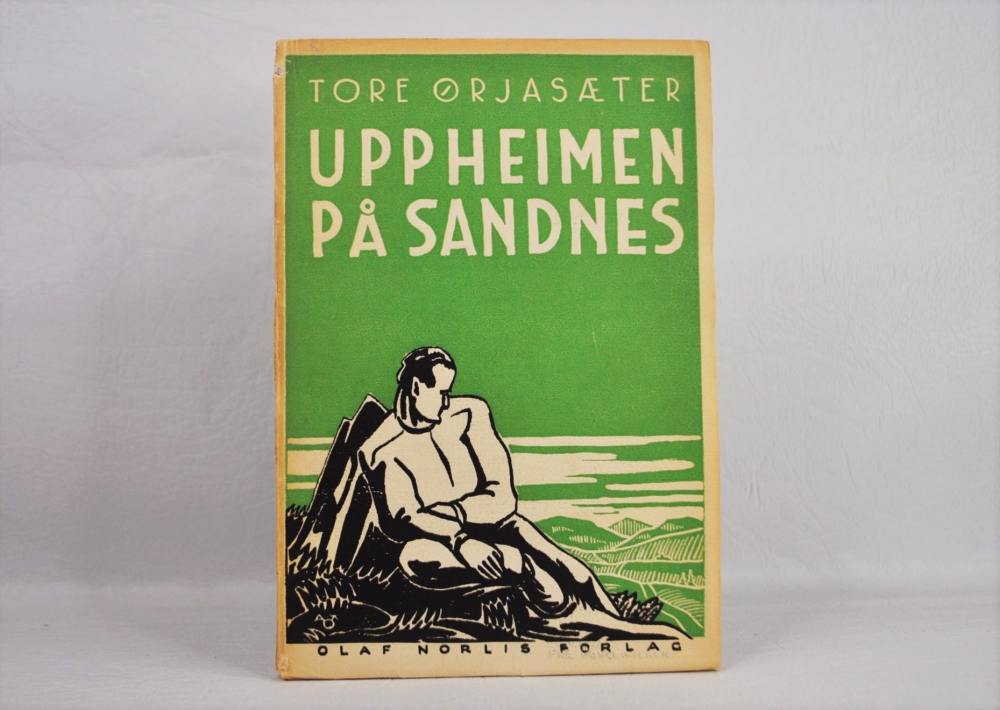 TORE ØRJASÆTER
UPPHEIMEN
PÅ SANDNES
OLAF NORLIS FORLAG